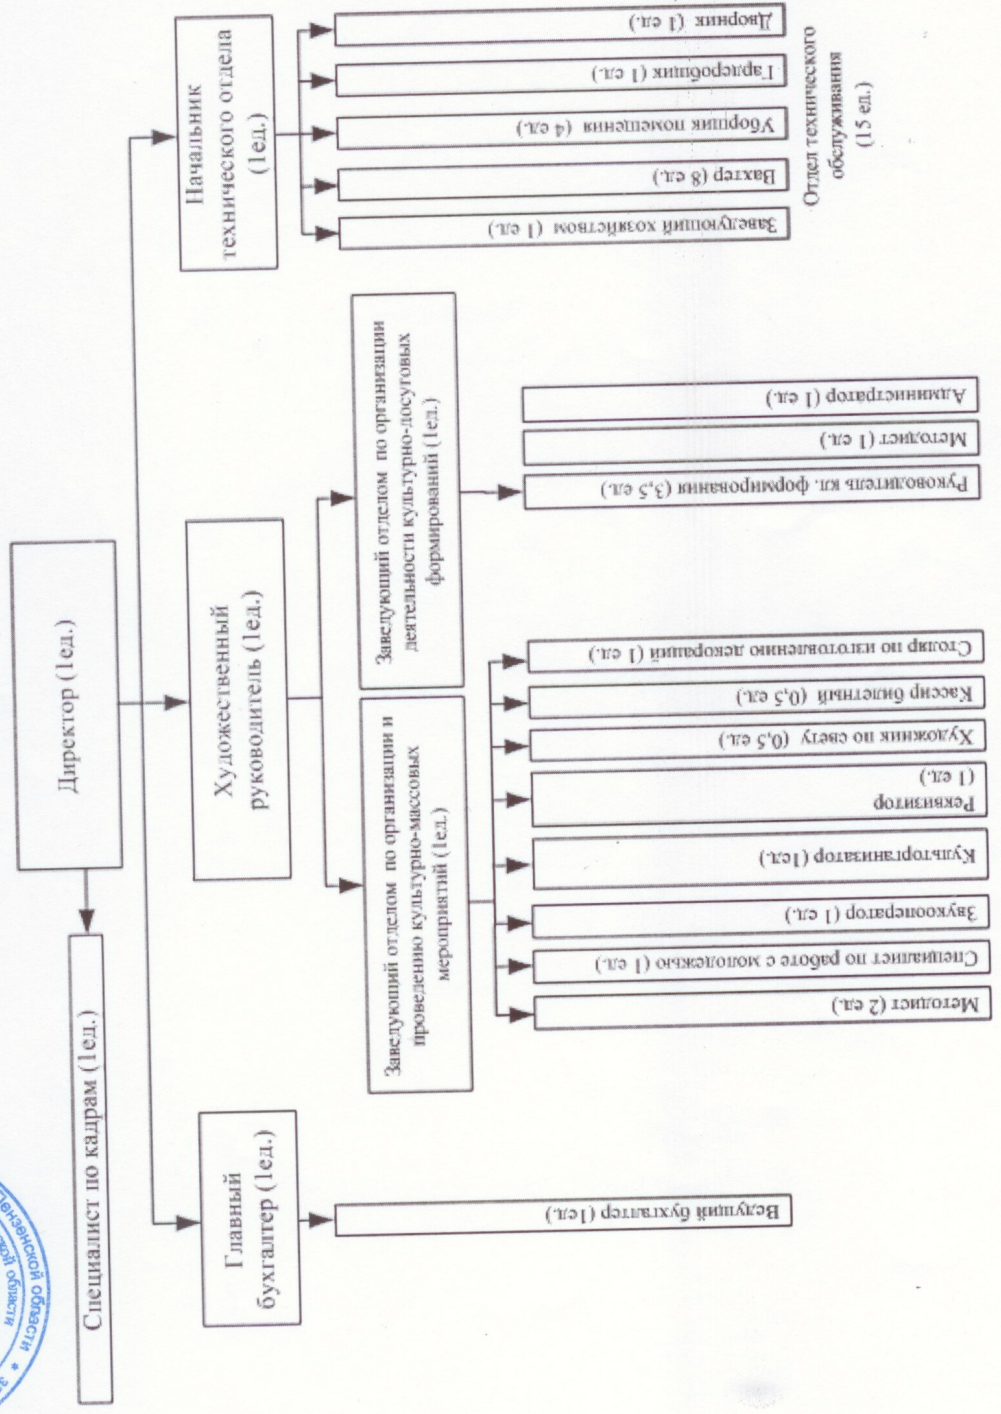 Пензенской области *
Директор (1ед.)
Специалист по кадрам (1ед.)
Главный
бухгалтер (1ед.)
Художественный
руководитель (1ед.)
Начальник
технического отдела
(1ед.)
Ведущий бухгалтер (1ед.)
Заведующий отделом по организации и
проведению культурно-массовых
мероприятий (1ед.)
Заведующий отделом по организации
деятельности культурно-досуговых
формирований (1ед.)
Методист (2 ед.)
Специалист по работе с молодежью (1 ед.)
Звукооператор (1 ед.)
Культорганизатор (1ед.)
Реквизитор
(1 ед.)
Художник по свету (0,5 ед.)
Кассир билетный (0,5 ед.)
Столяр по изготовлению декораций (1 ед.)
Руководитель кл. формирования (3,5 ед.)
Методист (1 ед.)
Администратор (1 ед.)
Заведующий хозяйством (1 ед.)
Вахтер (8 ед.)
Уборщик помещения (4 ед.)
Гардеробщик (1 ед.)
Дворник (1 ед.)
Отдел технического
обслуживания
(15 ед.)